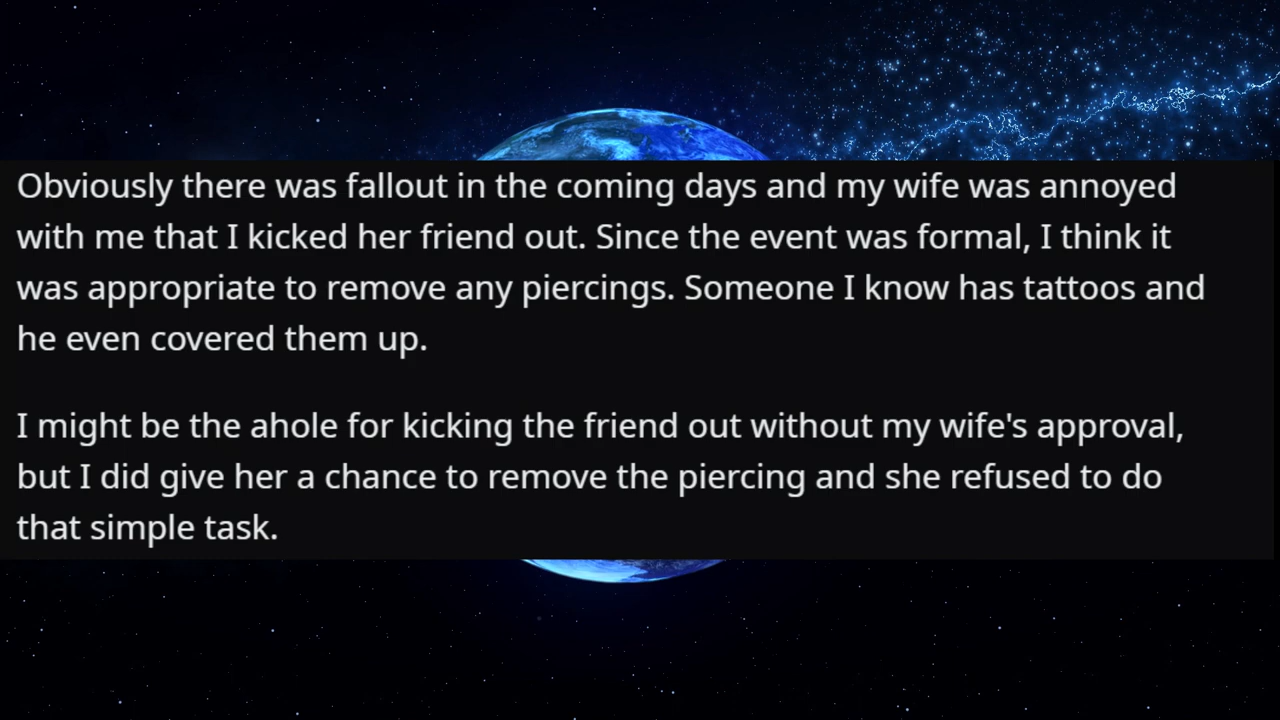 Obviously there was fallout in the coming days and my wife was annoyed
with me that I kicked her friend out. Since the event was formal, I think it
was appropriate to remove any piercings. Someone I know has tattoos and
he even covered them up.
I might be the ahole for kicking the friend out without my wife's approval,
but I did give her a chance to remove the piercing and she refused to do
that simple task.